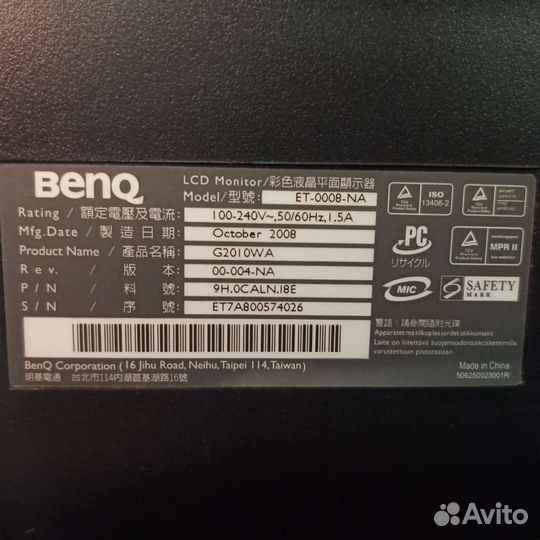 BenQ
LCD Monitor/彩色液晶平面顯示器
Model/型號: ET-0008-NA
Rating / 額定電壓及電流: 100-240V~,50/60Hz,1.5A
Mfg.Date / 製造日期: October 2008
Product Name / 產品名稱: G2010WA
Rev. / 版本: 00-004-NA
P/N / 料號: 9H.0CALN.I8E
S/N / 序號: ET7A800574026
BenQ Corporation (16 Jihu Road, Neihu,Taipei 114,Taiwan)
明基電通 台北市114內湖區基湖路16號
TÜV
ISO
13406-2
TÜV
PC
リサイクル
TÜV
MPR II
MIC
S SAFETY
MARK
警語: 請參閱隨附光碟
Apparatet må tilkoples jordet stikkontakt
Laite on liitettävä suojamaadoituskoskettimilla
varustettuun pistorasiaan
Made in China
506250023001R
Avito